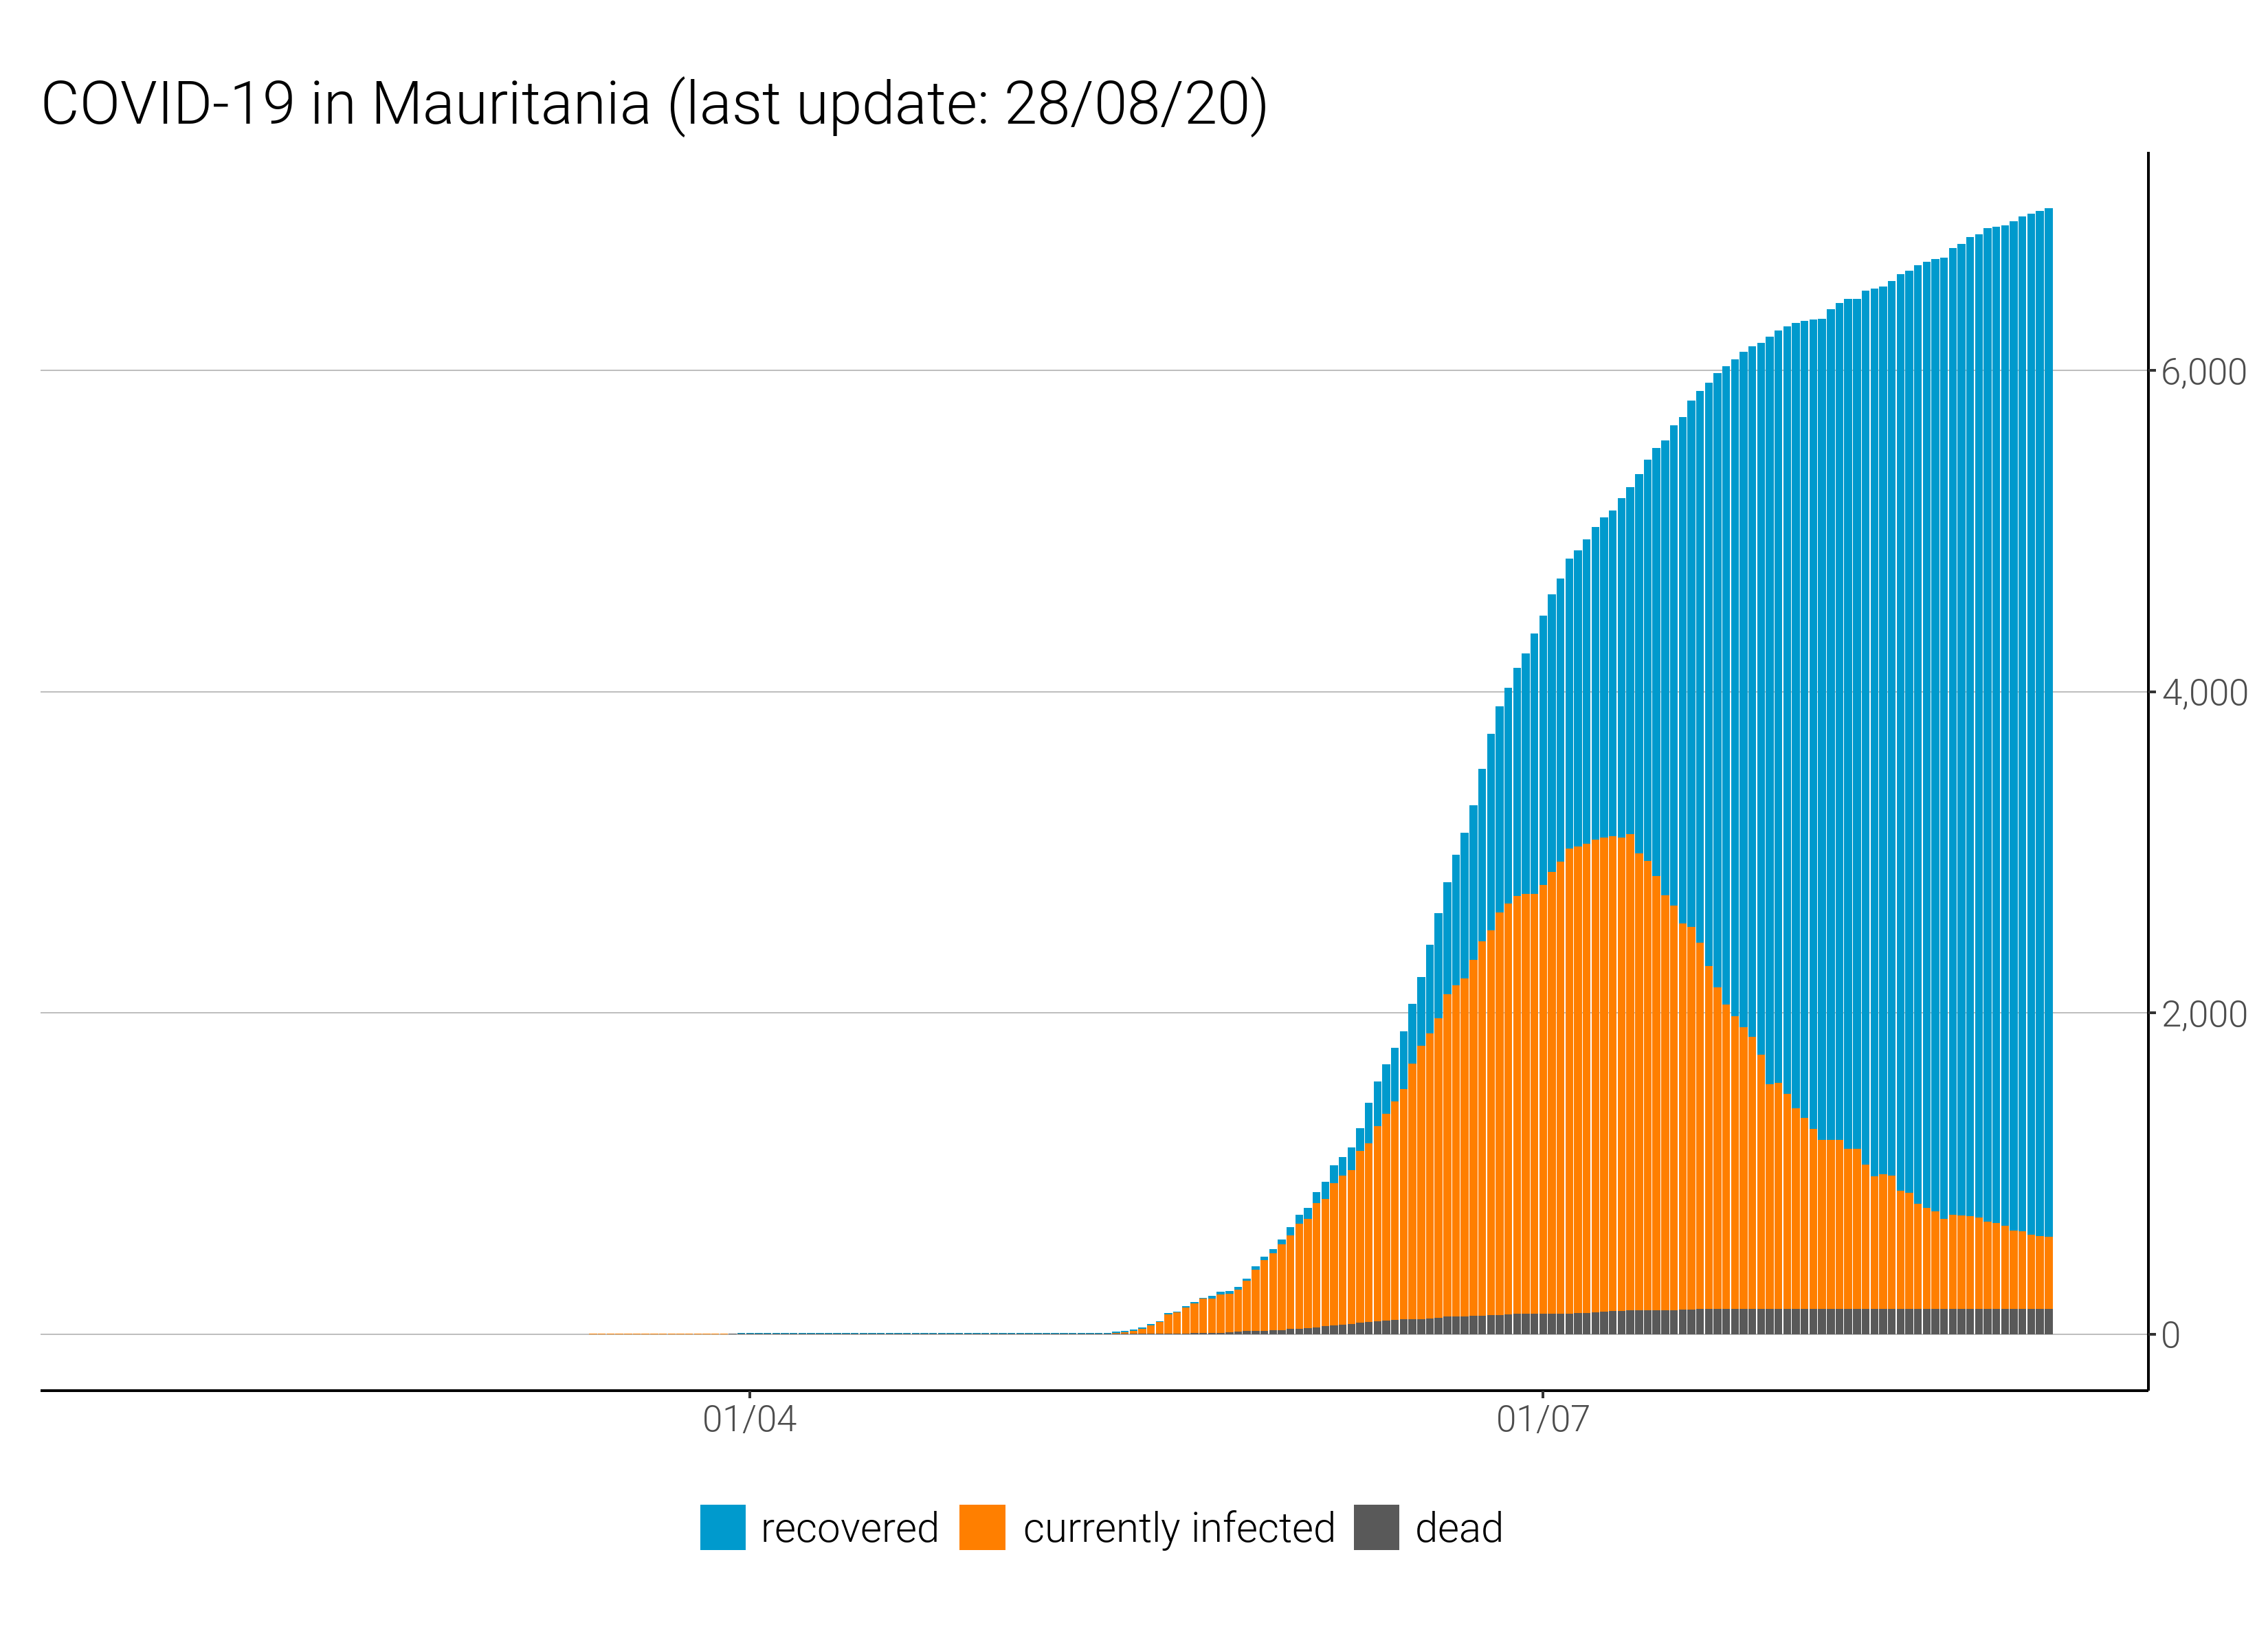 COVID-19 in Mauritania (last update: 28/08/20)
6,000
4,000
2,000
0
01/04 01/07
recovered currently infected dead